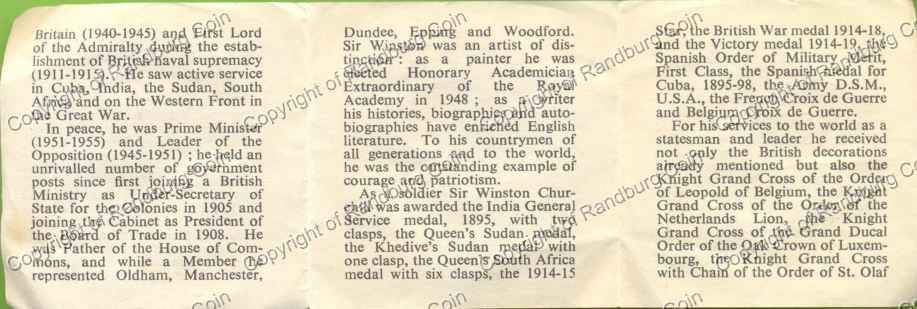 Britain (1940-1945) and First Lord
of the Admiralty during the estab-
lishment of British naval supremacy
(1911-1915). He saw active service
in Cuba, India, the Sudan, South
Africa and on the Western Front in
the Great War.
In peace, he was Prime Minister
(1951-1955) and Leader of the
Opposition (1945-1951) ; he held an
unrivalled number of government
posts since first joining a British
Ministry as Under-Secretary of
State for the Colonies in 1905 and
joining the Cabinet as President of
the Board of Trade in 1908. He
was Father of the House of Com-
mons, and while a Member he
represented Oldham, Manchester,
Dundee, Epping and Woodford.
Sir Winston was an artist of dis-
tinction : as a painter he was
elected Honorary Academician
Extraordinary of the Royal
Academy in 1948 ; as a writer
his histories, biographies and auto-
biographies have enriched English
literature. To his countrymen of
all generations and to the world,
he was the outstanding example of
courage and patriotism.
As a soldier Sir Winston Chur-
chill was awarded the India General
Service medal, 1895, with two
clasps, the Queen's Sudan medal,
the Khedive's Sudan medal with
one clasp, the Queen's South Africa
medal with six clasps, the 1914-15
Star, the British War medal 1914-18,
and the Victory medal 1914-19, the
Spanish Order of Military Merit,
First Class, the Spanish medal for
Cuba, 1895-98, the Army D.S.M.,
U.S.A., the French Croix de Guerre
and Belgium Croix de Guerre.
For his services to the world as a
statesman and leader he received
not only the British decorations
already mentioned but also the
Knight Grand Cross of the Order
of Leopold of Belgium, the Knight
Grand Cross of the Order of the
Netherlands Lion, the Knight
Grand Cross of the Grand Ducal
Order of the Oak Crown of Luxem-
bourg, the Knight Grand Cross
with Chain of the Order of St. Olaf
Copyright of Randburg Coin